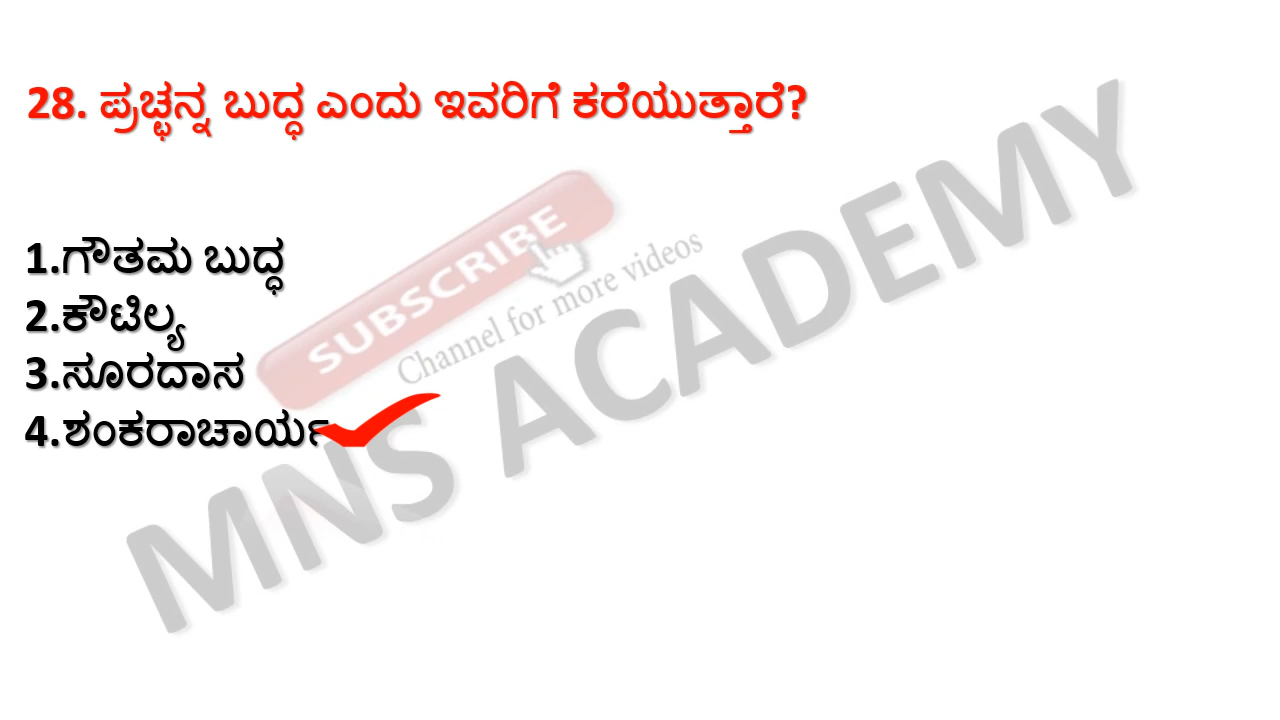 28. ಪ್ರಚ್ಛನ್ನ ಬುದ್ಧ ಎಂದು ಇವರಿಗೆ ಕರೆಯುತ್ತಾರೆ?
1.ಗೌತಮ ಬುದ್ಧ
2.ಕೌಟಿಲ್ಯ
3.ಸೂರದಾಸ
4.ಶಂಕರಾಚಾರ್ಯ
SUBSCRIBE
Channel for more videos
MNS ACADEMY